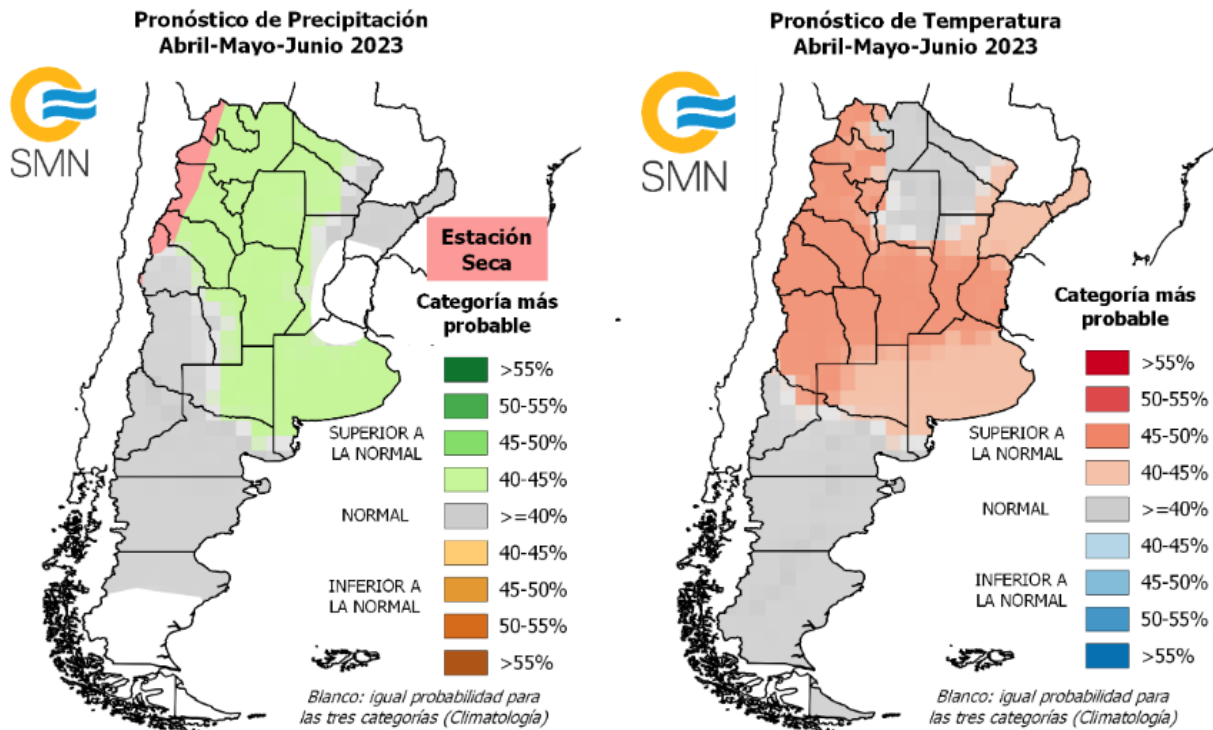 Pronóstico de Precipitación
Abril-Mayo-Junio 2023
SMN
Estación
Seca
Categoría más
probable
>55%
50-55%
45-50%
SUPERIOR A
LA NORMAL
40-45%
NORMAL
>=40%
40-45%
INFERIOR A
LA NORMAL
45-50%
50-55%
>55%
Blanco: igual probabilidad para
las tres categorías (Climatología)
Pronóstico de Temperatura
Abril-Mayo-Junio 2023
SMN
Categoría más
probable
>55%
50-55%
45-50%
SUPERIOR A
LA NORMAL
40-45%
NORMAL
>=40%
40-45%
INFERIOR A
LA NORMAL
45-50%
50-55%
>55%
Blanco: igual probabilidad para
las tres categorías (Climatología)